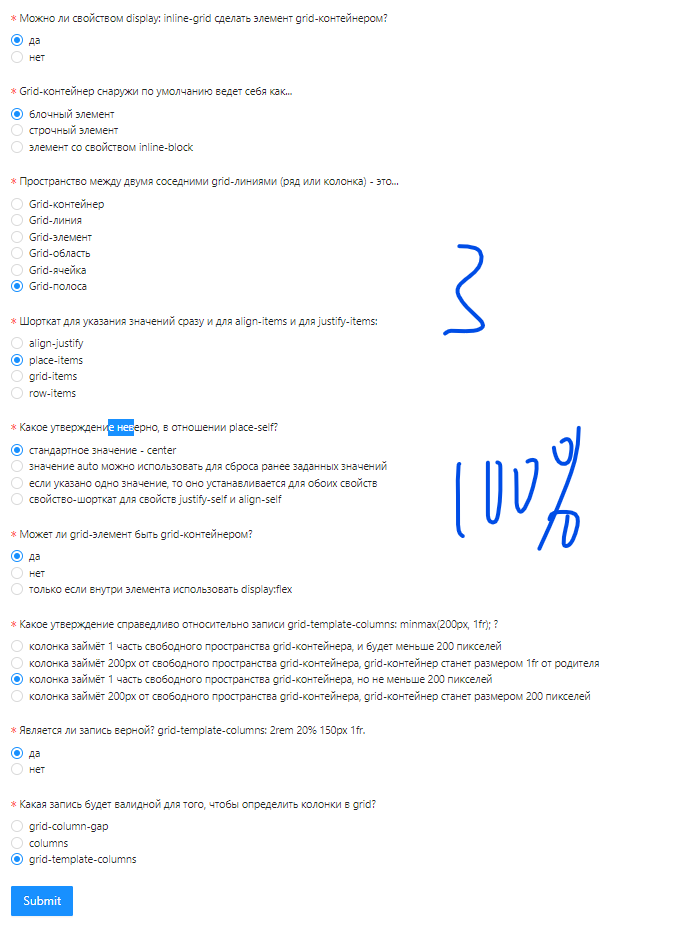 * Можно ли свойством display: inline-grid сделать элемент grid-контейнером?
да
нет
* Grid-контейнер снаружи по умолчанию ведет себя как...
блочный элемент
строчный элемент
элемент со свойством inline-block
* Пространство между двумя соседними grid-линиями (ряд или колонка) - это...
Grid-контейнер
Grid-линия
Grid-элемент
Grid-область
Grid-ячейка
Grid-полоса
3
* Шорткат для указания значений сразу и для align-items и для justify-items:
align-justify
place-items
grid-items
row-items
* Какое утверждение неверно, в отношении place-self?
стандартное значение - center
значение auto можно использовать для сброса ранее заданных значений
если указано одно значение, то оно устанавливается для обоих свойств
свойство-шорткат для свойств justify-self и align-self
100%
* Может ли grid-элемент быть grid-контейнером?
да
нет
только если внутри элемента использовать display:flex
* Какое утверждение справедливо относительно записи grid-template-columns: minmax(200px, 1fr); ?
колонка займёт 1 часть свободного пространства grid-контейнера, и будет меньше 200 пикселей
колонка займёт 200px от свободного пространства grid-контейнера, grid-контейнер станет размером 1fr от родителя
колонка займёт 1 часть свободного пространства grid-контейнера, но не меньше 200 пикселей
колонка займёт 200px от свободного пространства grid-контейнера, grid-контейнер станет размером 200 пикселей
* Является ли запись верной? grid-template-columns: 2rem 20% 150px 1fr.
да
нет
* Какая запись будет валидной для того, чтобы определить колонки в grid?
grid-column-gap
columns
grid-template-columns
Submit